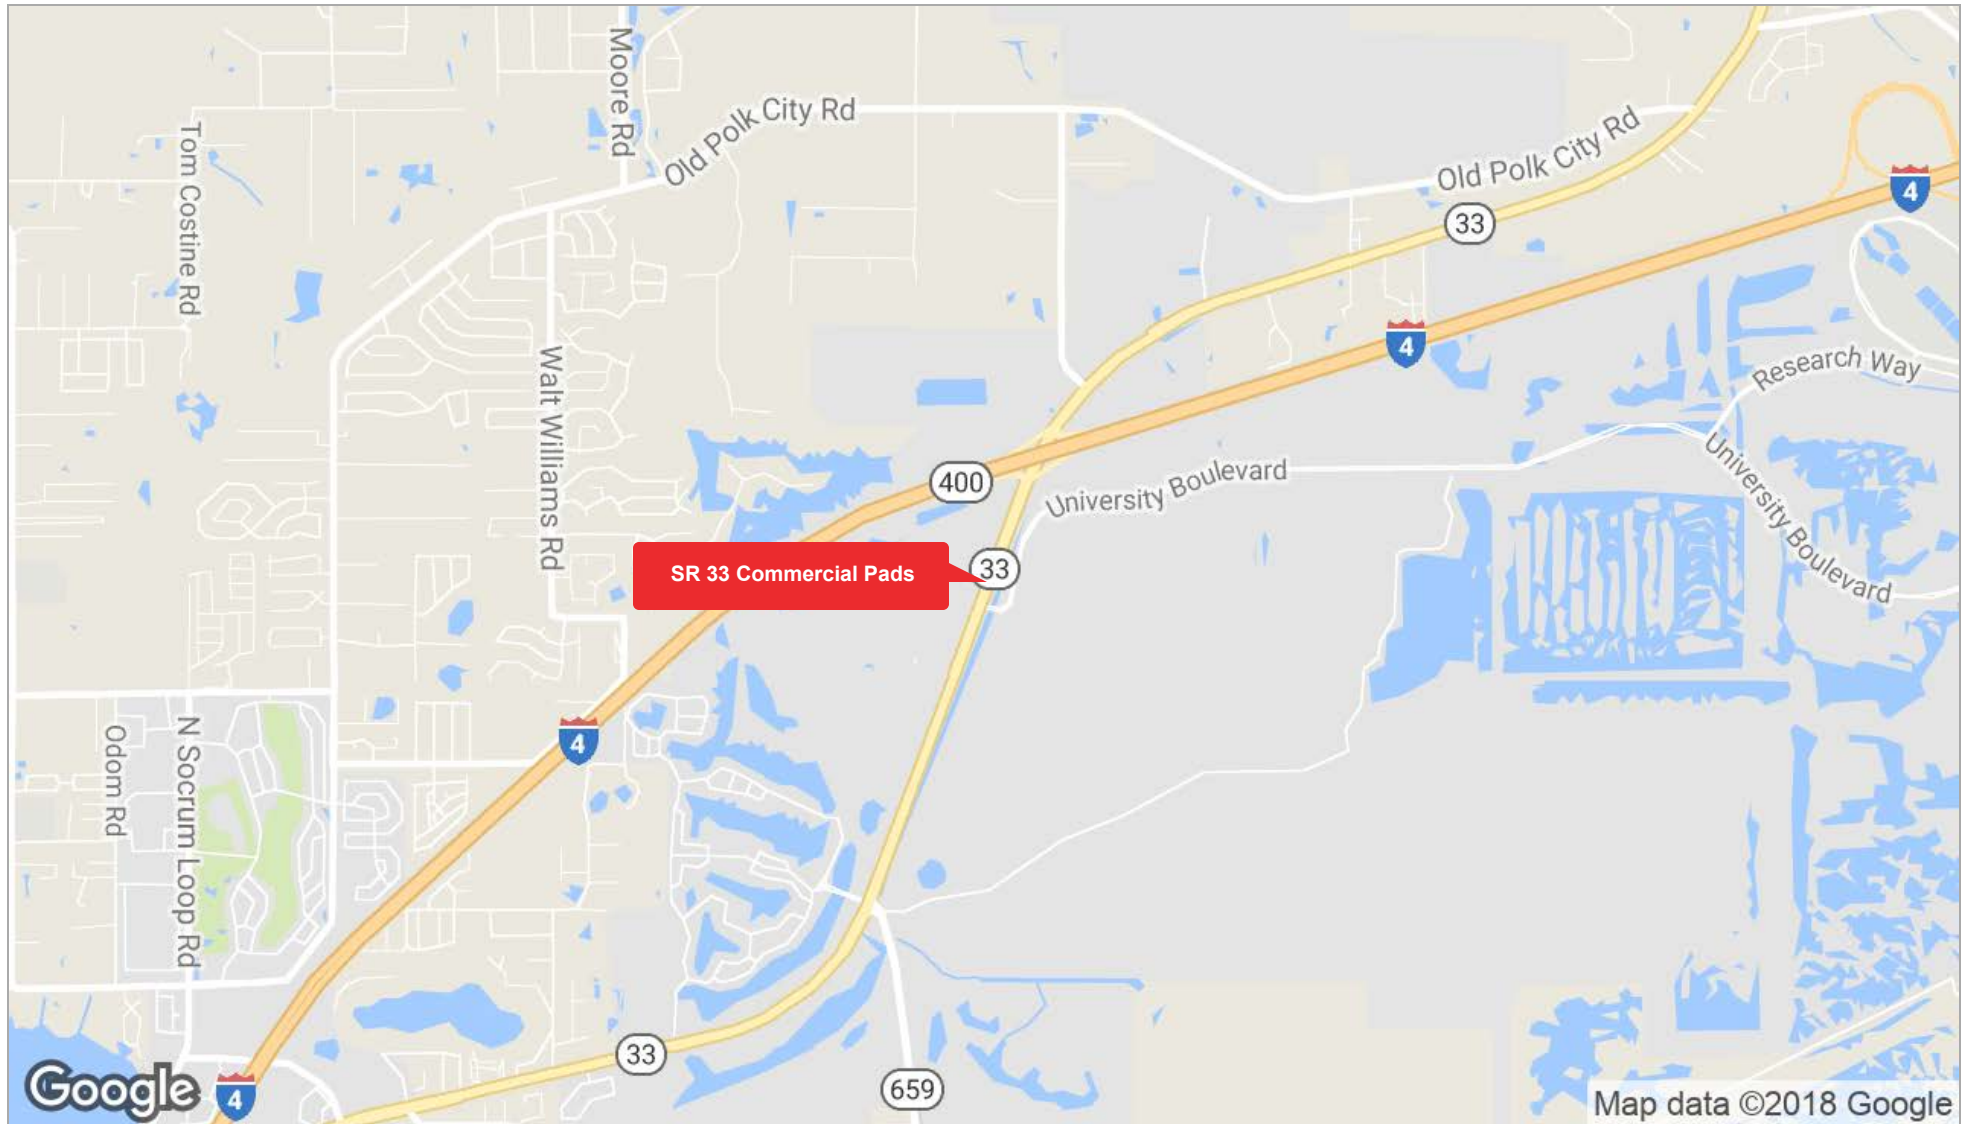 Moore Rd
Old Polk City Rd
Old Polk City Rd
Tom Costine Rd
4
33
4
Research Way
Walt Williams Rd
400
University Boulevard
University Boulevard
SR 33 Commercial Pads
33
4
N Socrum Loop Rd
Odom Rd
33
659
4
Google
Map data ©2018 Google